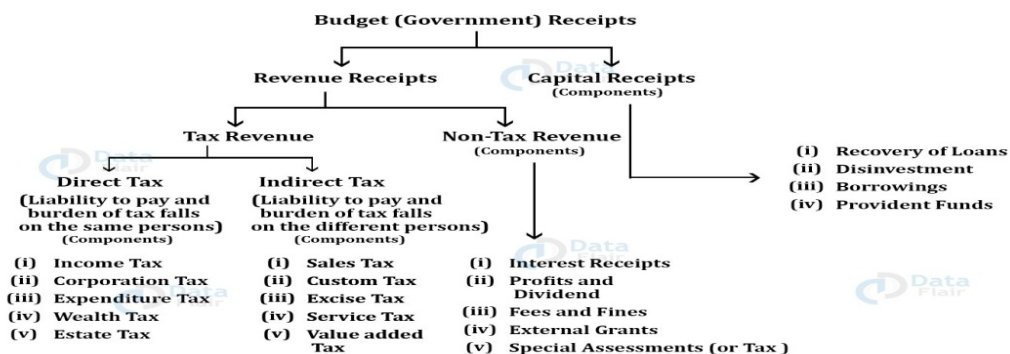 Budget (Government) Receipts
Revenue Receipts
Capital Receipts
(Components)
Tax Revenue
Non-Tax Revenue
(Components)
(i) Recovery of Loans
(ii) Disinvestment
(iii) Borrowings
(iv) Provident Funds
Direct Tax
(Liability to pay and
burden of tax falls
on the same persons)
(Components)
(i) Income Tax
(ii) Corporation Tax
(iii) Expenditure Tax
(iv) Wealth Tax
(v) Estate Tax
Indirect Tax
(Liability to pay and
burden of tax falls
on the different persons)
(Components)
(i) Sales Tax
(ii) Custom Tax
(iii) Excise Tax
(iv) Service Tax
(v) Value added
Tax
(i) Interest Receipts
(ii) Profits and
Dividend
(iii) Fees and Fines
(iv) External Grants
(v) Special Assessments (or Tax )
Data
Flair
Data
Flair
Data
Flair
Data
Flair
Data
Flair